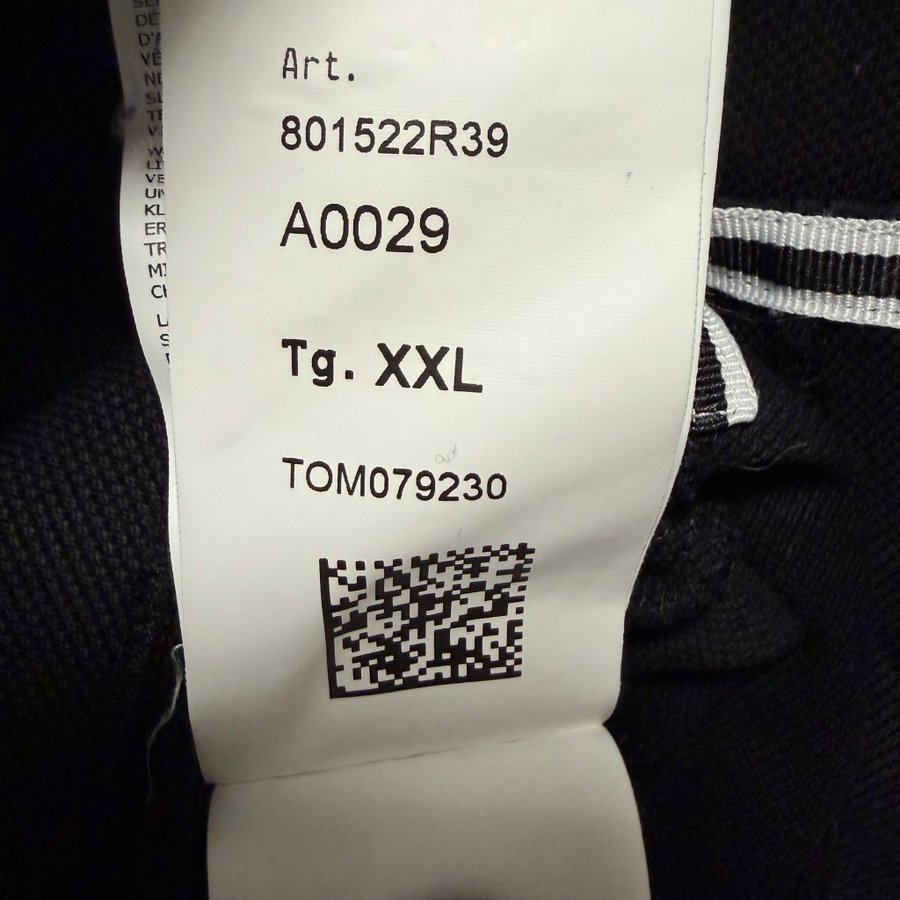 Art.
801522R39
A0029
Tg. XXL
TOM079230